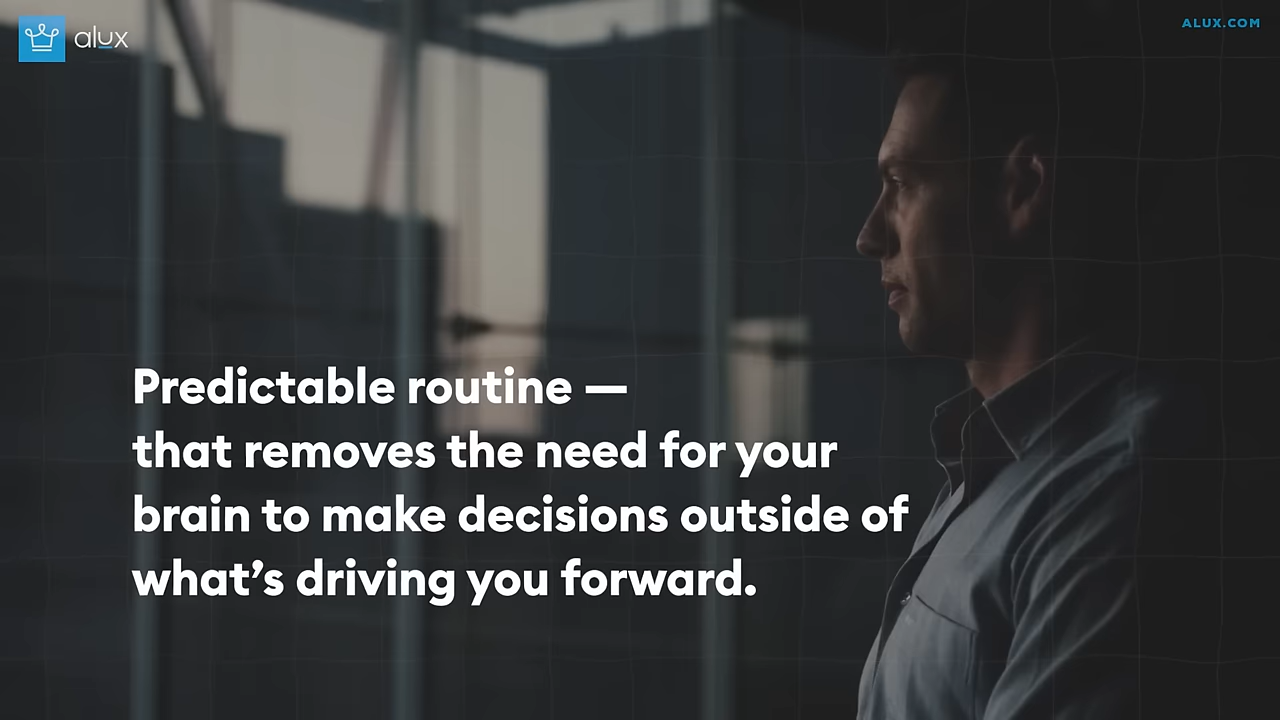 alux
ALUX.COM
Predictable routine —
that removes the need for your
brain to make decisions outside of
what’s driving you forward.